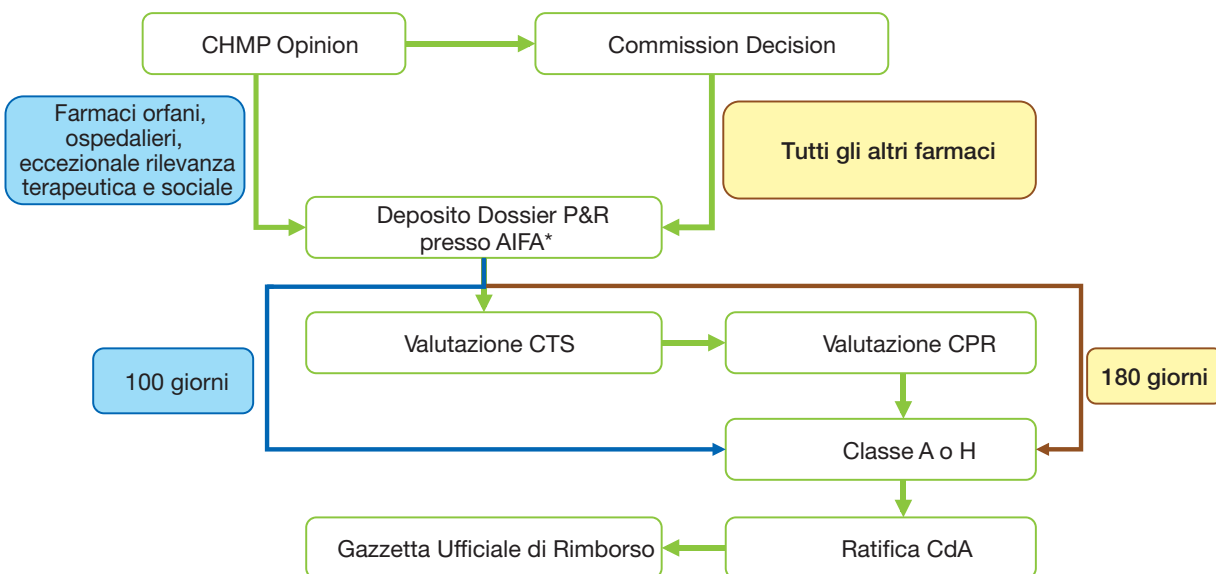 CHMP Opinion
Commission Decision
Farmaci orfani,
ospedalieri,
eccezionale rilevanza
terapeutica e sociale
Tutti gli altri farmaci
Deposito Dossier P&R
presso AIFA*
Valutazione CTS
Valutazione CPR
100 giorni
180 giorni
Classe A o H
Gazzetta Ufficiale di Rimborso
Ratifica CdA